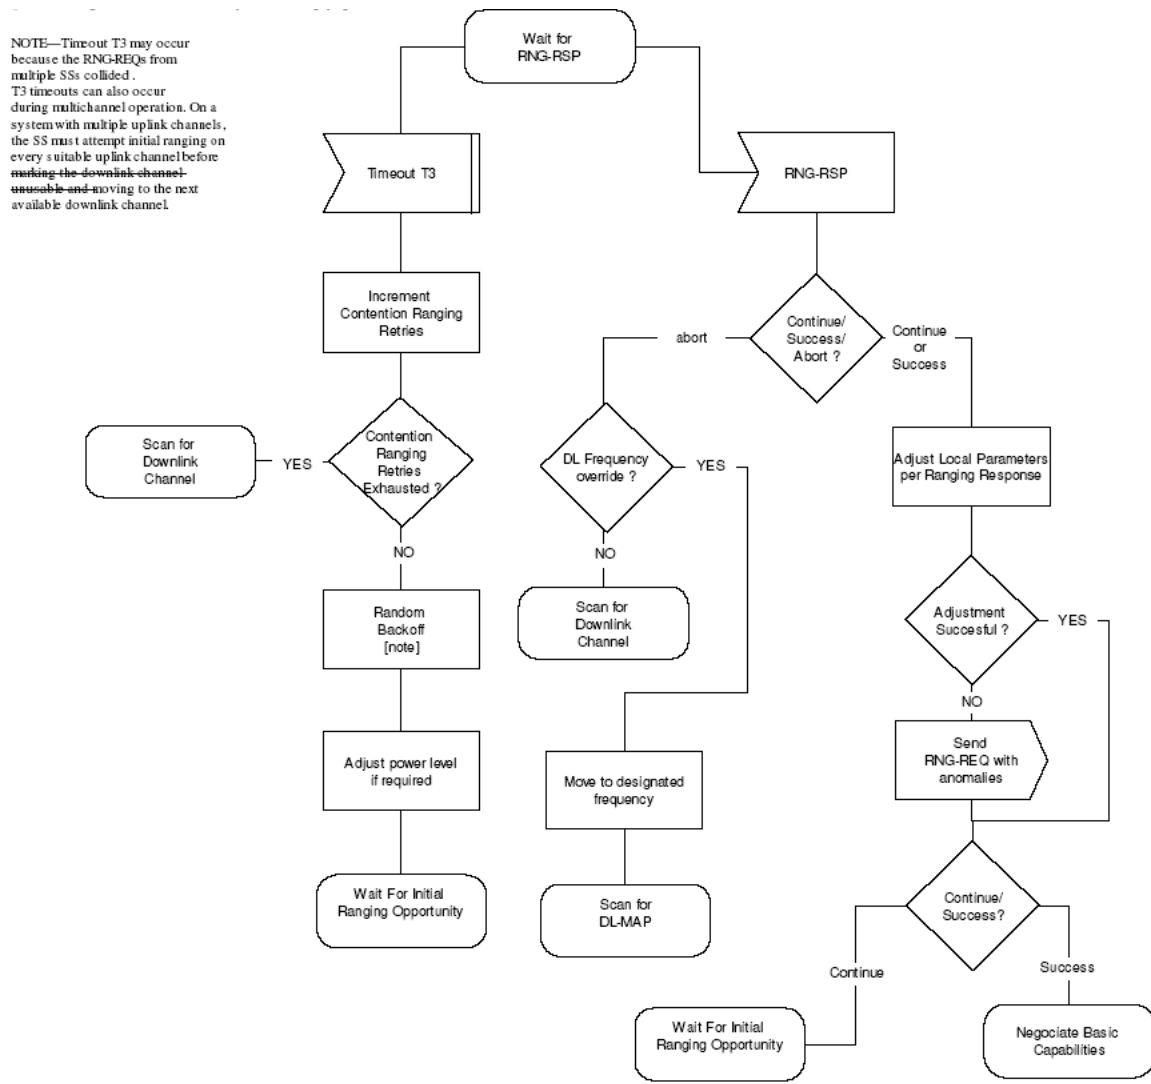 NOTE—Timeout T3 may occur
because the RNG-REQs from
multiple SSs collided .
T3 timeouts can also occur
during multichannel operation. On a
system with multiple uplink channels,
the SS must attempt initial ranging on
every suitable uplink channel before
marking the downlink channel
unusable and moving to the next
available downlink channel.
Wait for
RNG-RSP
Timeout T3
RNG-RSP
Increment
Contention Ranging
Retries
Continue/
Success/
Abort ?
abort
Continue
or
Success
Scan for
Downlink
Channel
YES
Contention
Ranging
Retries
Exhausted ?
DL Frequency
override ?
YES
Adjust Local Parameters
per Ranging Response
NO
NO
Random
Backoff
[note]
Scan for
Downlink
Channel
Adjustment
Succesful ?
YES
NO
Adjust power level
if required
Move to designated
frequency
Send
RNG-REQ with
anomalies
Wait For Initial
Ranging Opportunity
Scan for
DL-MAP
Continue/
Success?
Continue
Success
Wait For Initial
Ranging Opportunity
Negociate Basic
Capabilities